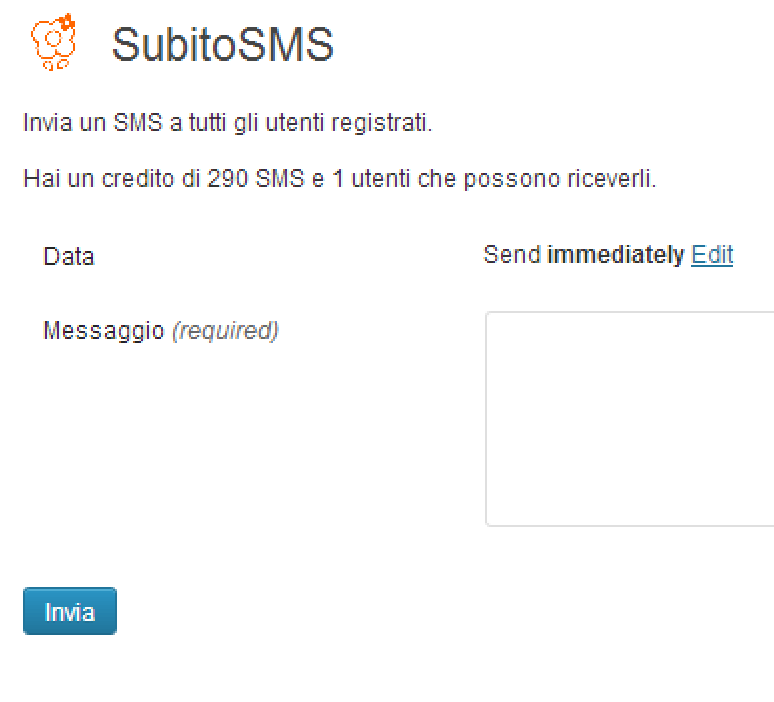 SubitoSMS
Invia un SMS a tutti gli utenti registrati.
Hai un credito di 290 SMS e 1 utenti che possono riceverli.
Data Send immediately Edit
Messaggio (required)
Invia